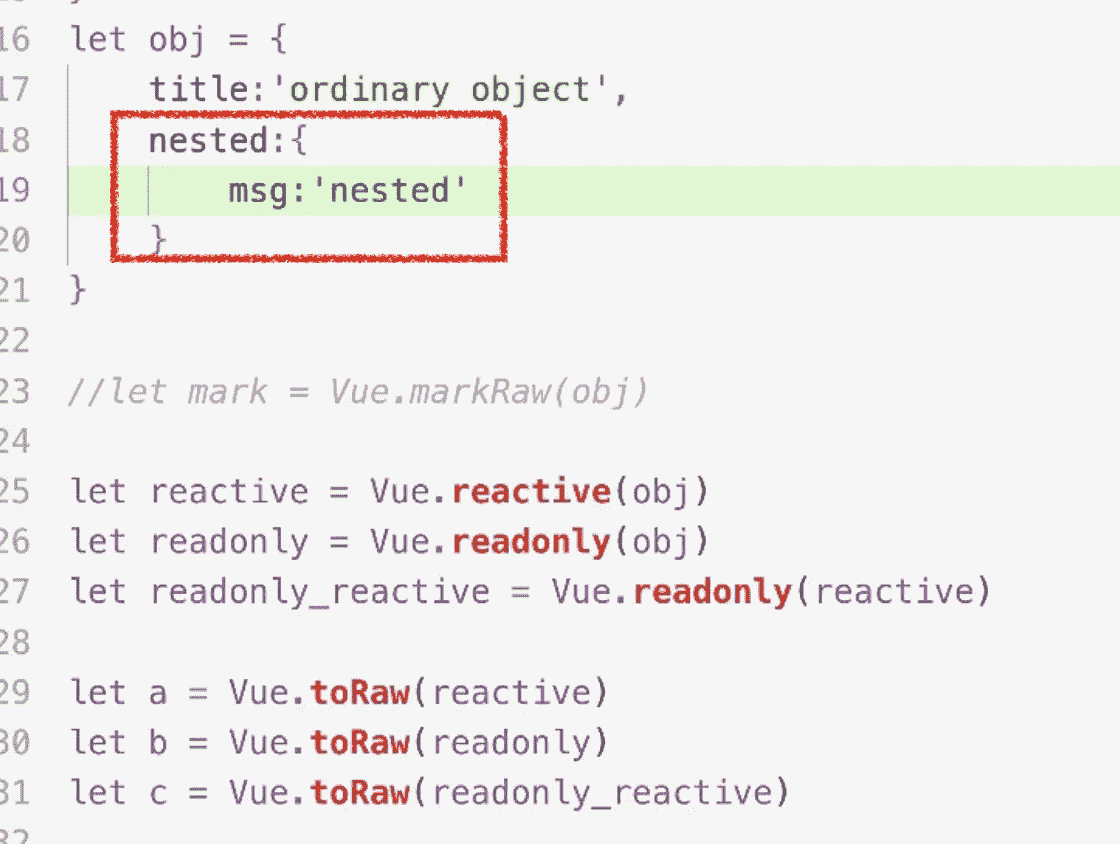 16 let obj = {
17 title:'ordinary object',
18 nested:{
19 msg:'nested'
20 }
21 }
22
23 //let mark = Vue.markRaw(obj)
24
25 let reactive = Vue.reactive(obj)
26 let readonly = Vue.readonly(obj)
27 let readonly_reactive = Vue.readonly(reactive)
28
29 let a = Vue.toRaw(reactive)
30 let b = Vue.toRaw(readonly)
31 let c = Vue.toRaw(readonly_reactive)
32